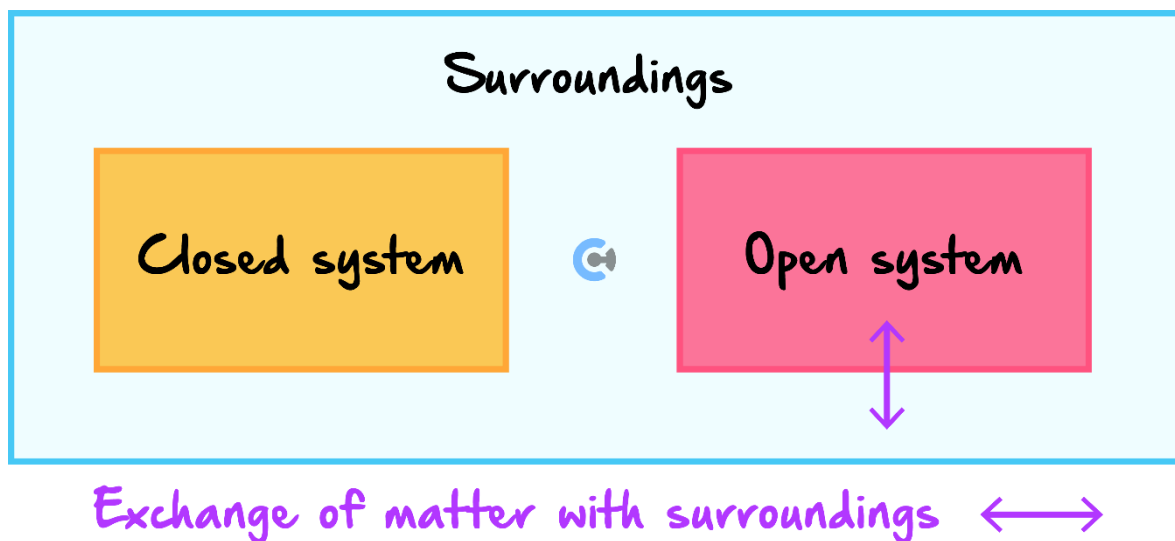 Surroundings
Closed system
Open system
Exchange of matter with surroundings